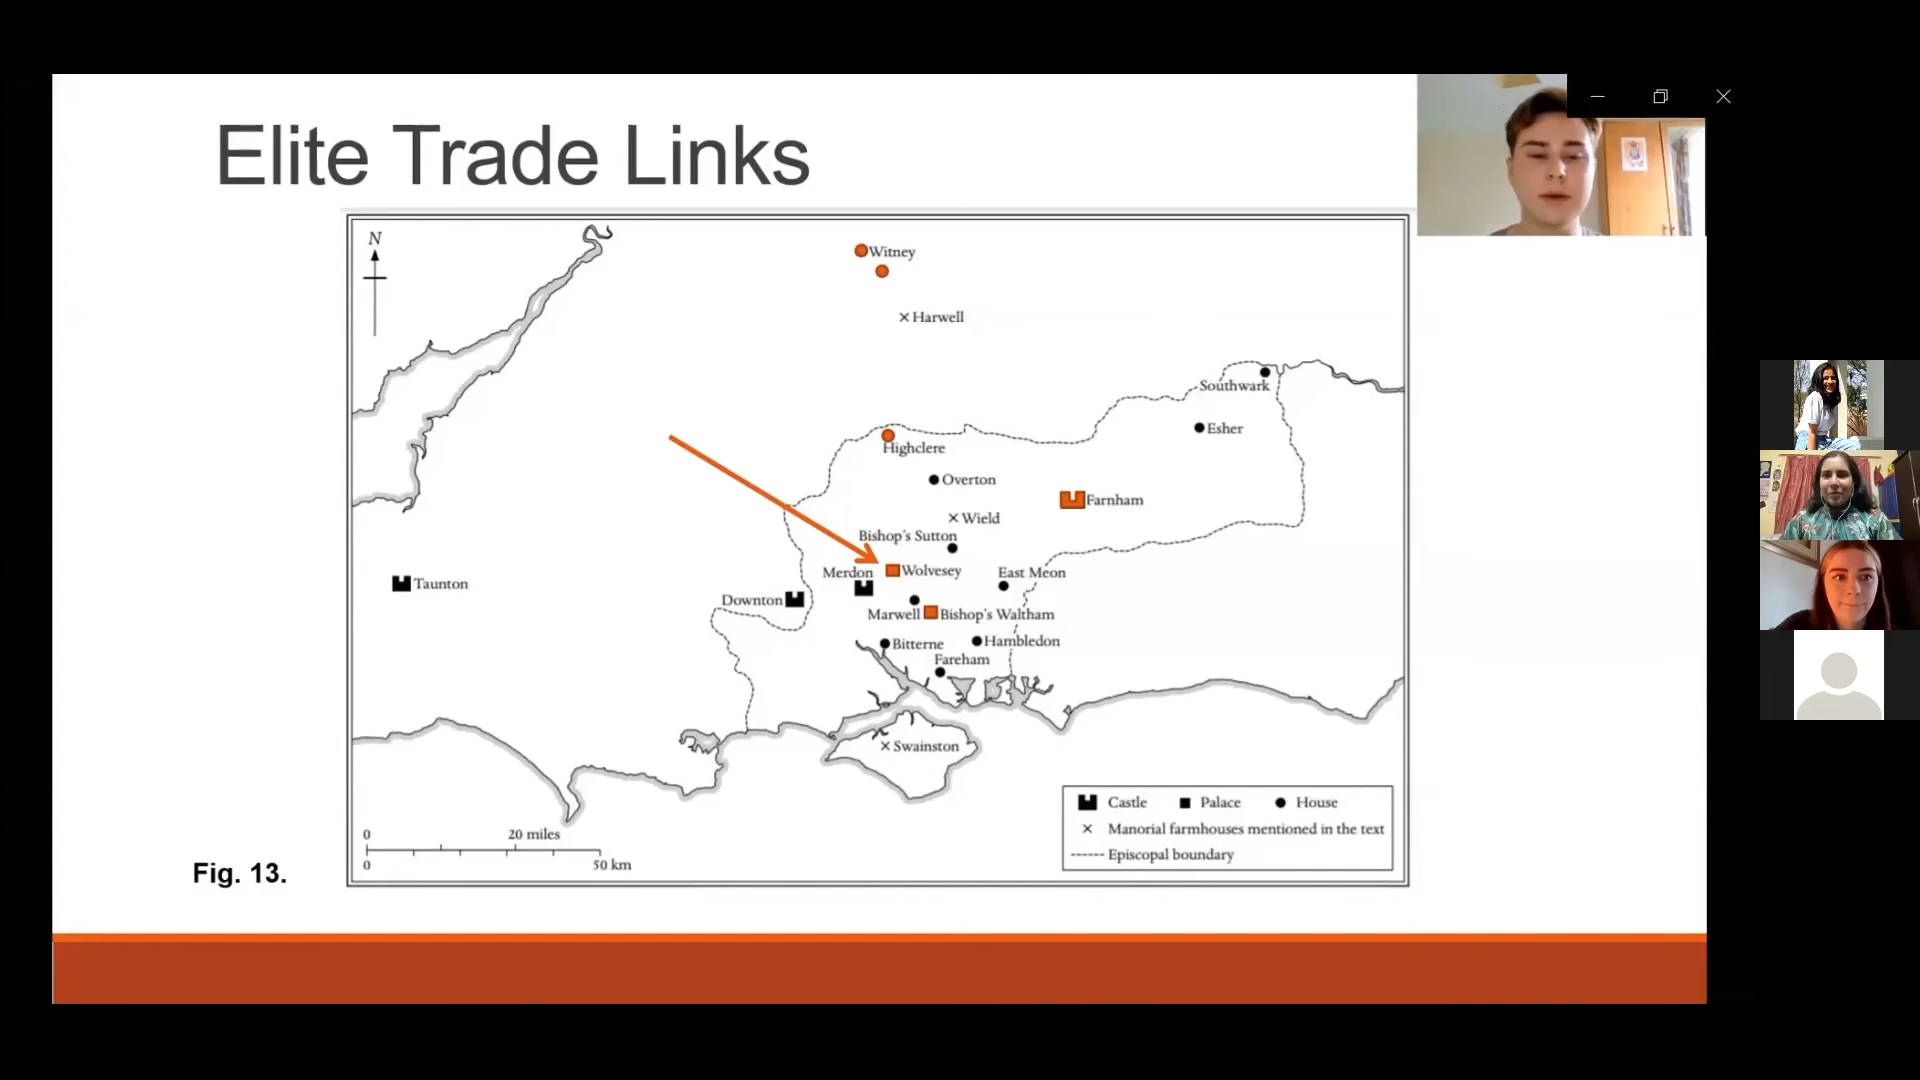 Elite Trade Links
N
Witney
Harwell
Southwark
Esher
Highclere
Overton
Farnham
Wield
Bishop's Sutton
Wolvesey
Merdon
East Meon
Taunton
Downton
Marwell
Bishop's Waltham
Bitterne
Hambledon
Fareham
Swainston
Castle Palace House
Manorial farmhouses mentioned in the text
Episcopal boundary
0 20 miles
0 50 km
Fig. 13.